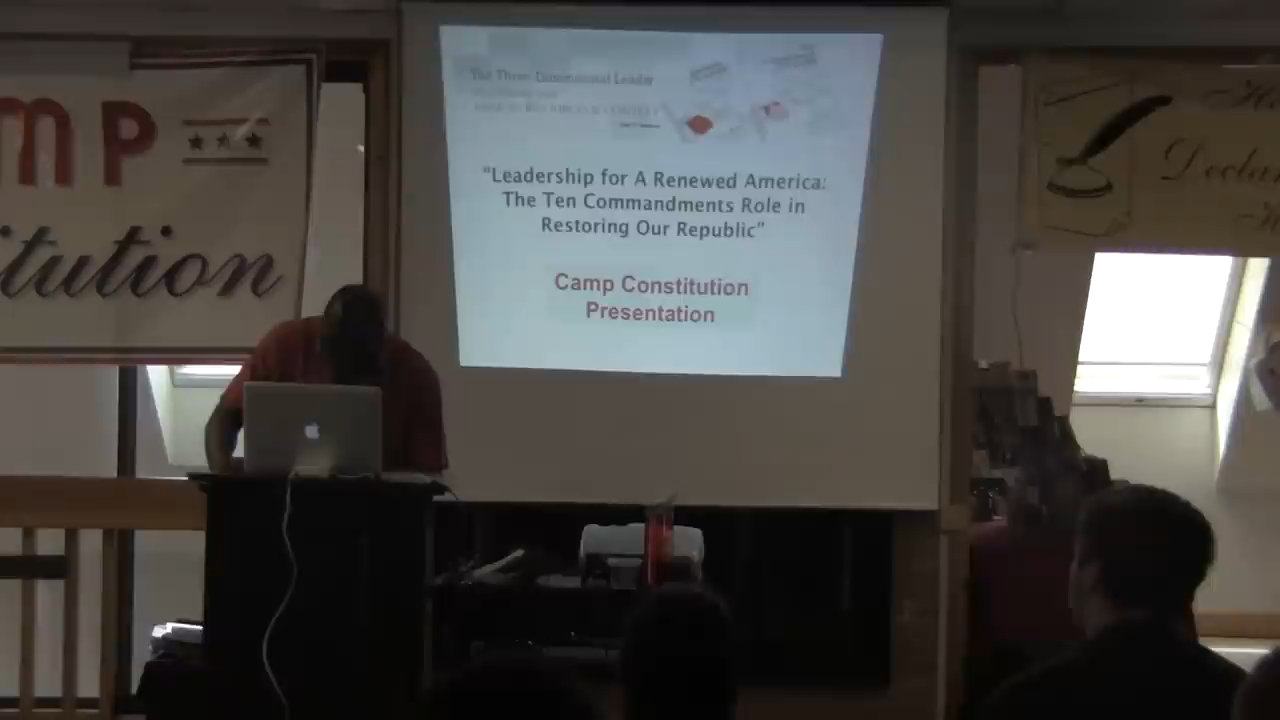 MP
itution
The Three-Dimensional Leader
"Leadership for A Renewed America:
The Ten Commandments Role in
Restoring Our Republic"
Camp Constitution
Presentation
Declar